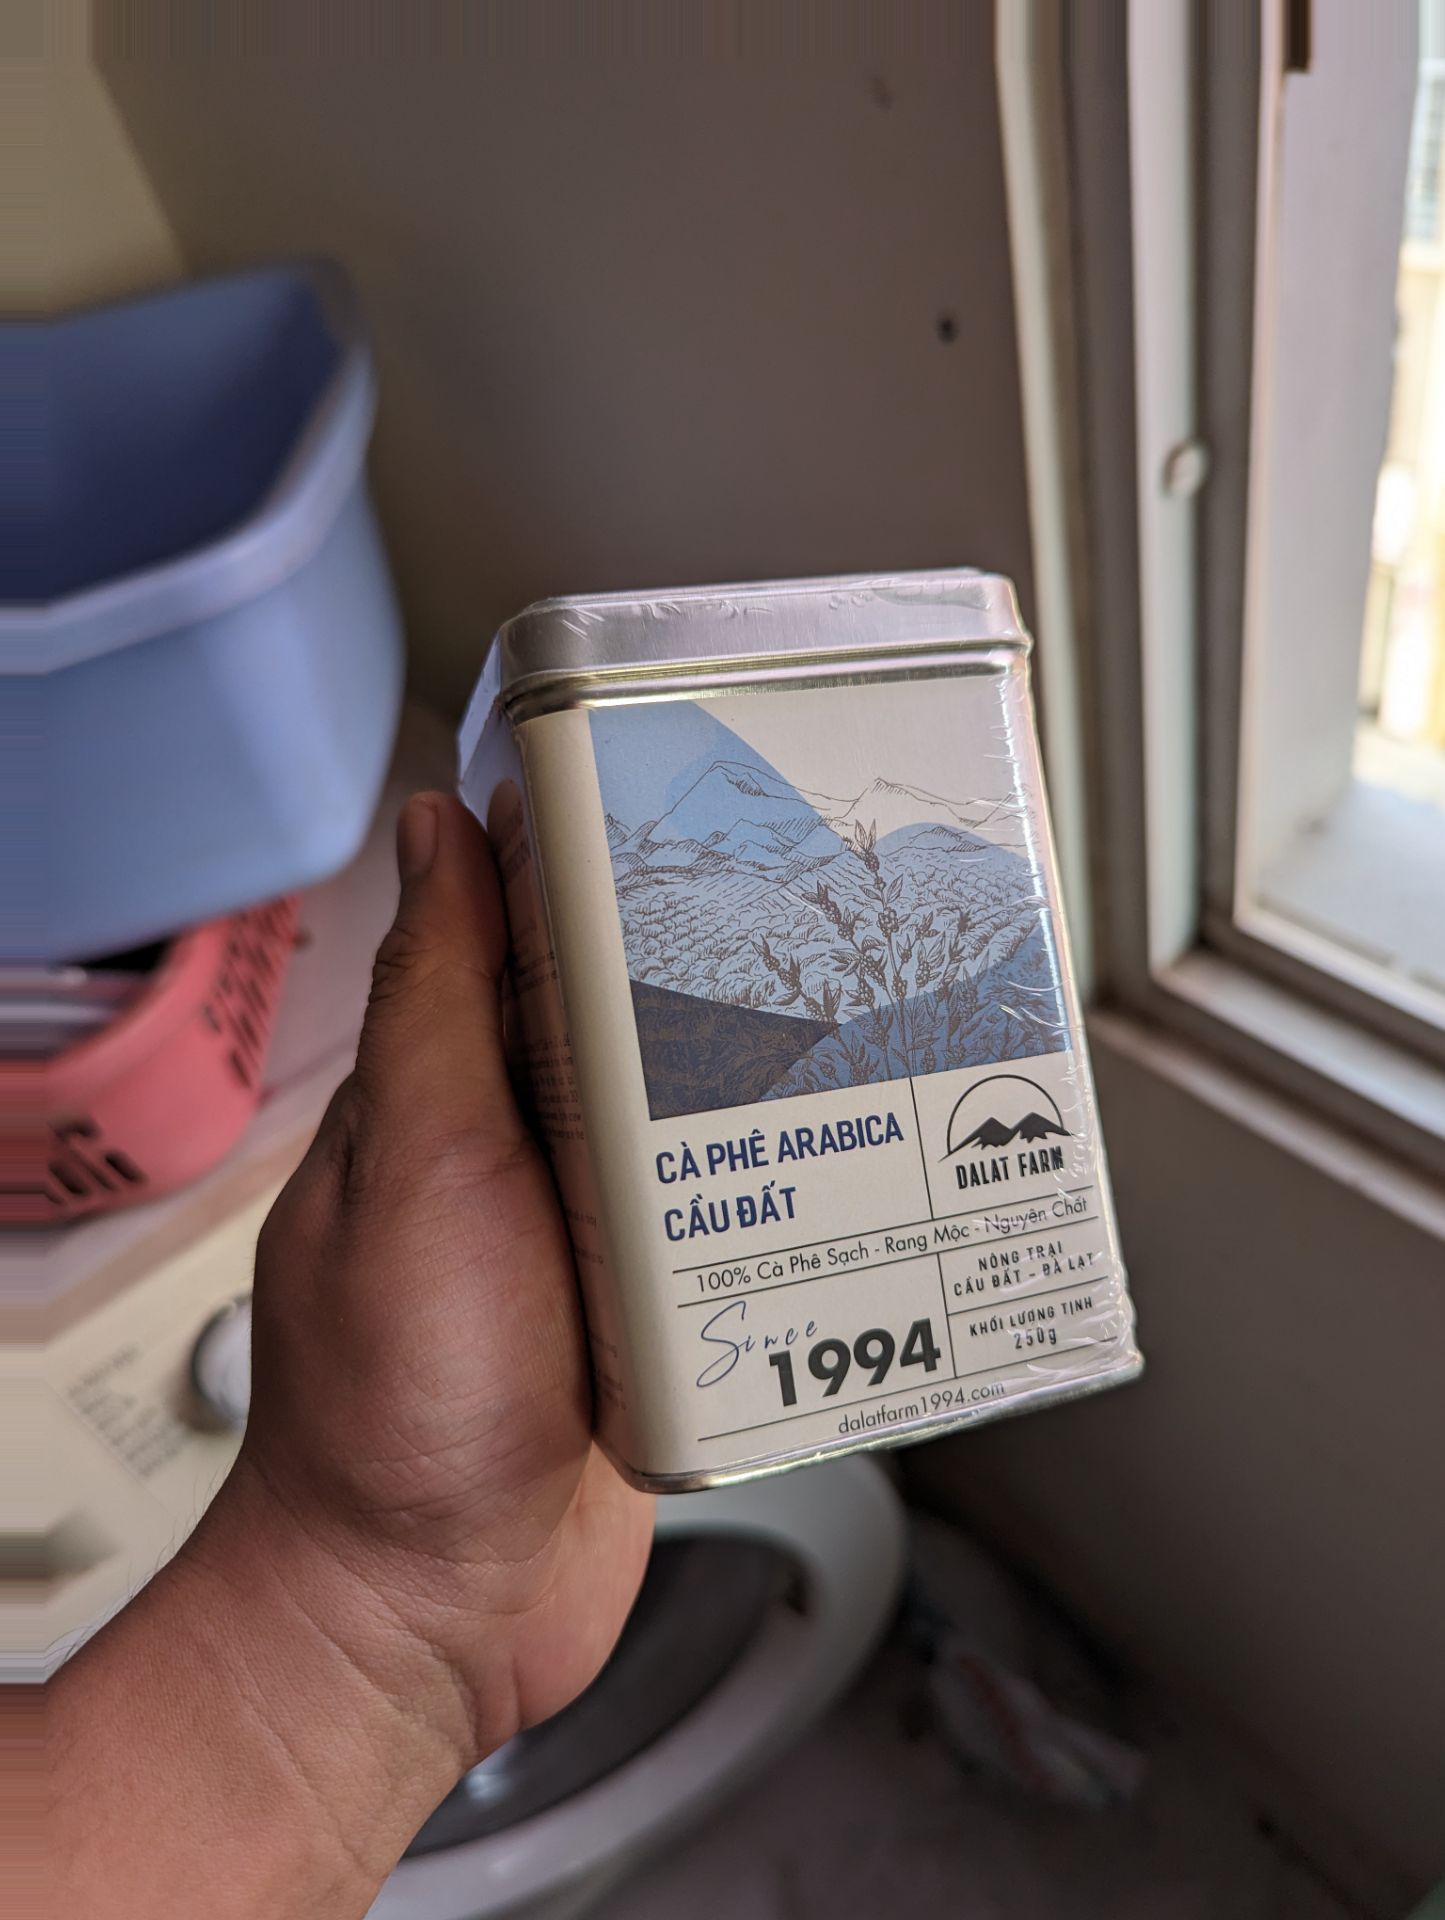 CÀ PHÊ ARABICA
CẦU ĐẤT
DALAT FARM
100% Cà Phê Sạch - Rang Mộc - Nguyên Chất
Since
1994
NÔNG TRẠI
CẦU ĐẤT - ĐÀ LẠT
KHỐI LƯỢNG TỊNH
250g
dalatfarm1994.com